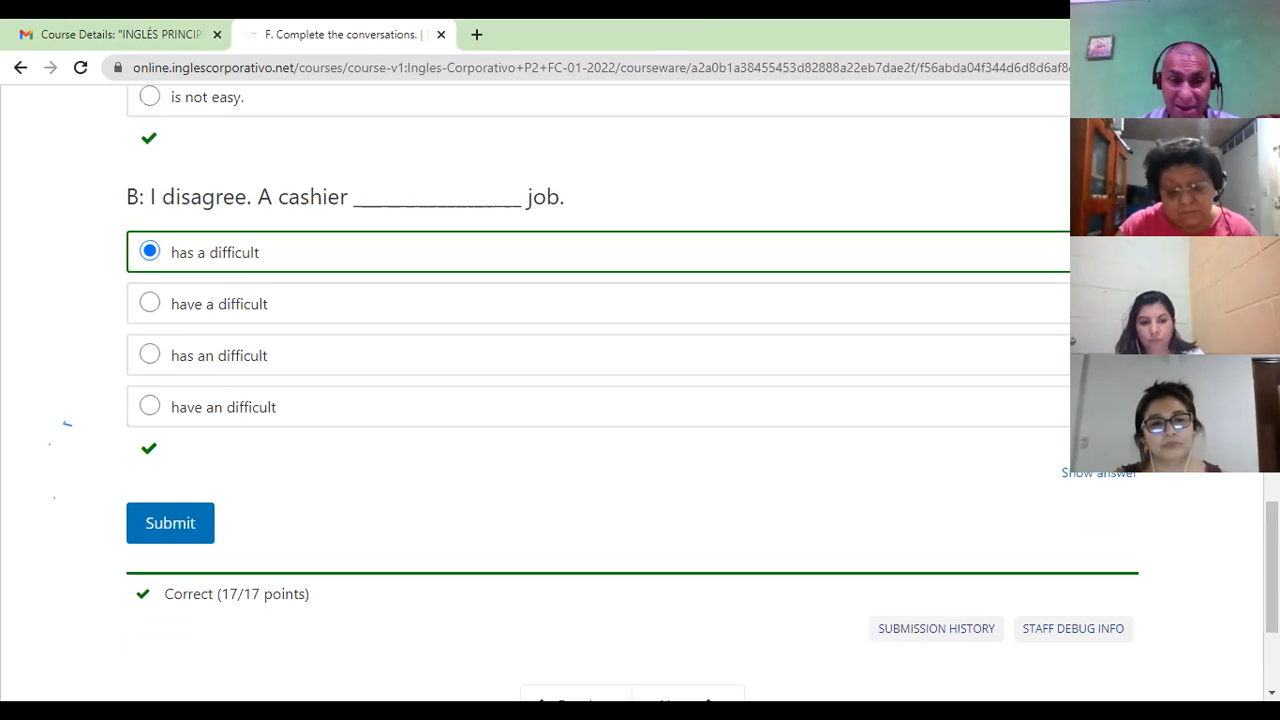 Course Details: "INGLÉS PRINCIP
F. Complete the conversations. |
online.inglescorporativo.net/courses/course-v1:Ingles-Corporativo+P2+FC-01-2022/courseware/a2a0b1a38455453d82888a22eb7dae2f/f56abda04f344d6d8d6af8
is not easy.
B: I disagree. A cashier ________________ job.
has a difficult
have a difficult
has an difficult
have an difficult
Show answer
Submit
Correct (17/17 points)
SUBMISSION HISTORY
STAFF DEBUG INFO